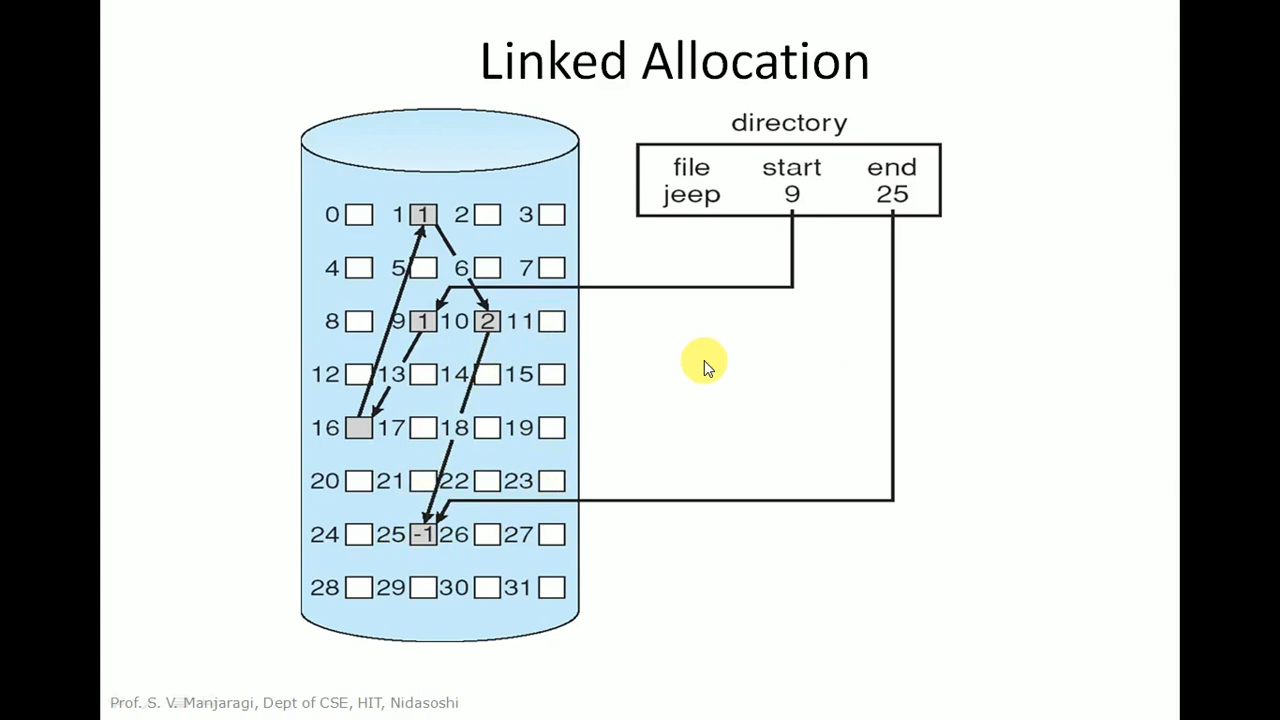 Linked Allocation
directory
file start end
jeep 9 25
0 1 1 2 3
4 5 6 7
8 9 1 10 2 11
12 13 14 15
16 17 18 19
20 21 22 23
24 25 -1 26 27
28 29 30 31
Prof. S. V. Manjaragi, Dept of CSE, HIT, Nidasoshi